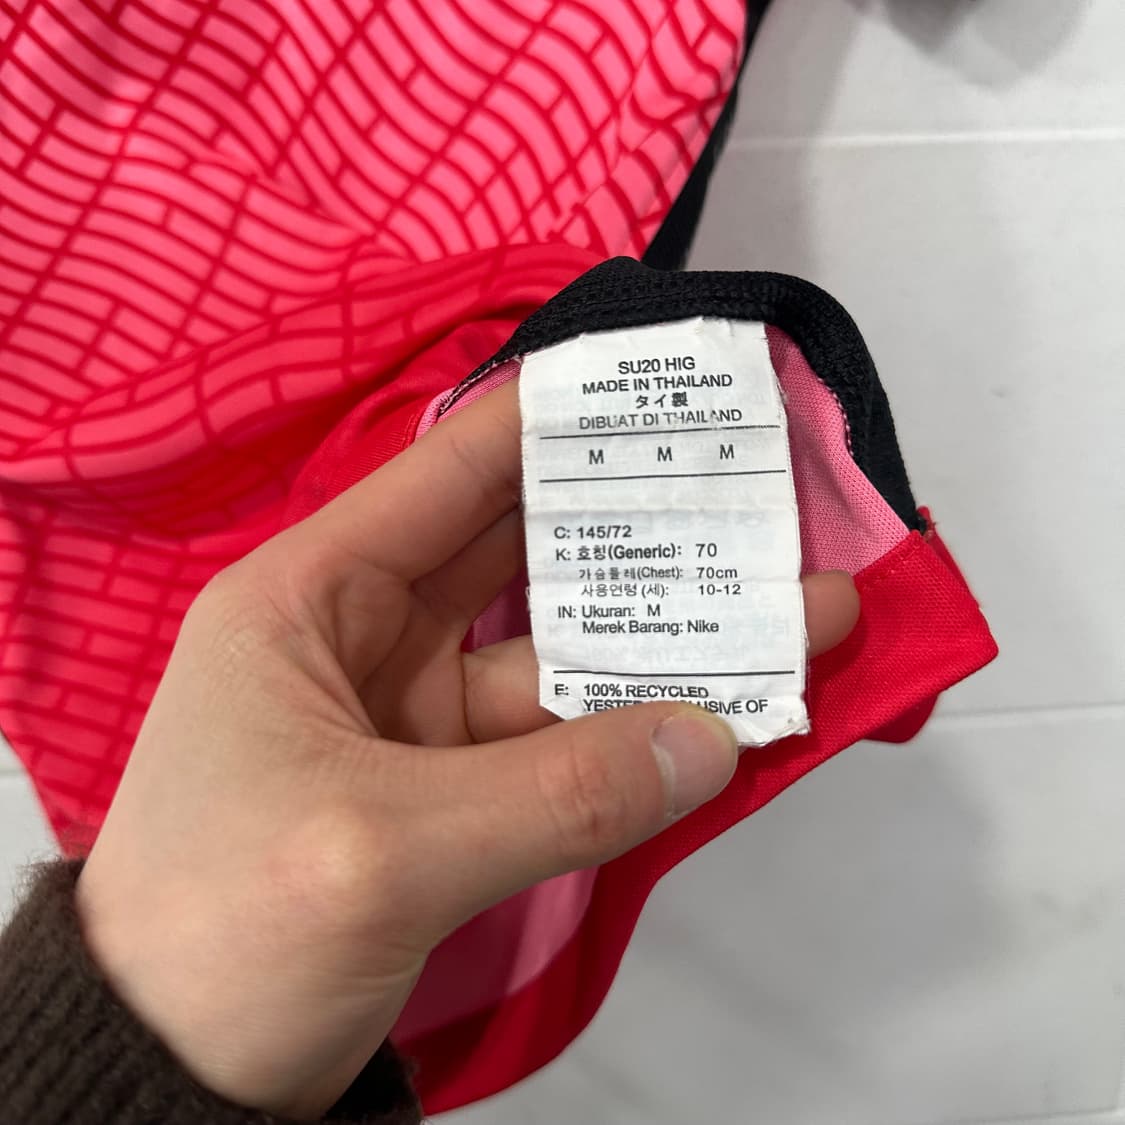 SU20 HIG
MADE IN THAILAND
タイ製
DIBUAT DI THAILAND
M M M
C: 145/72
K: 호칭(Generic): 70
가슴둘레(Chest): 70cm
사용연령 (세): 10-12
IN: Ukuran: M
Merek Barang: Nike
E: 100% RECYCLED
OF